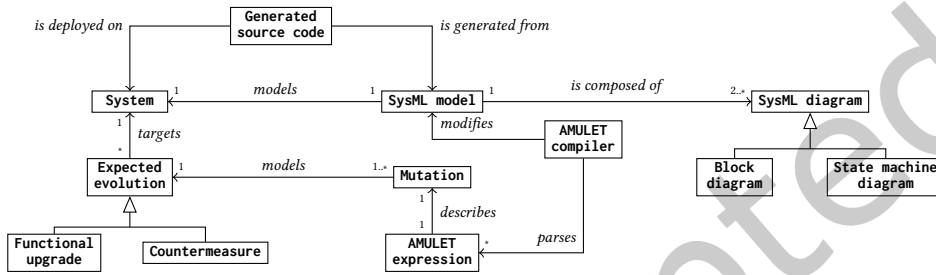 Generated
source code
is deployed on
is generated from
System
1
models
1
SysML model
1
is composed of
2..*
SysML diagram
1
targets
*
modifies
AMULET
compiler
Expected
evolution
1
models
1..*
Mutation
Block
diagram
State machine
diagram
1
describes
1
Functional
upgrade
Countermeasure
AMULET
expression
*
parses